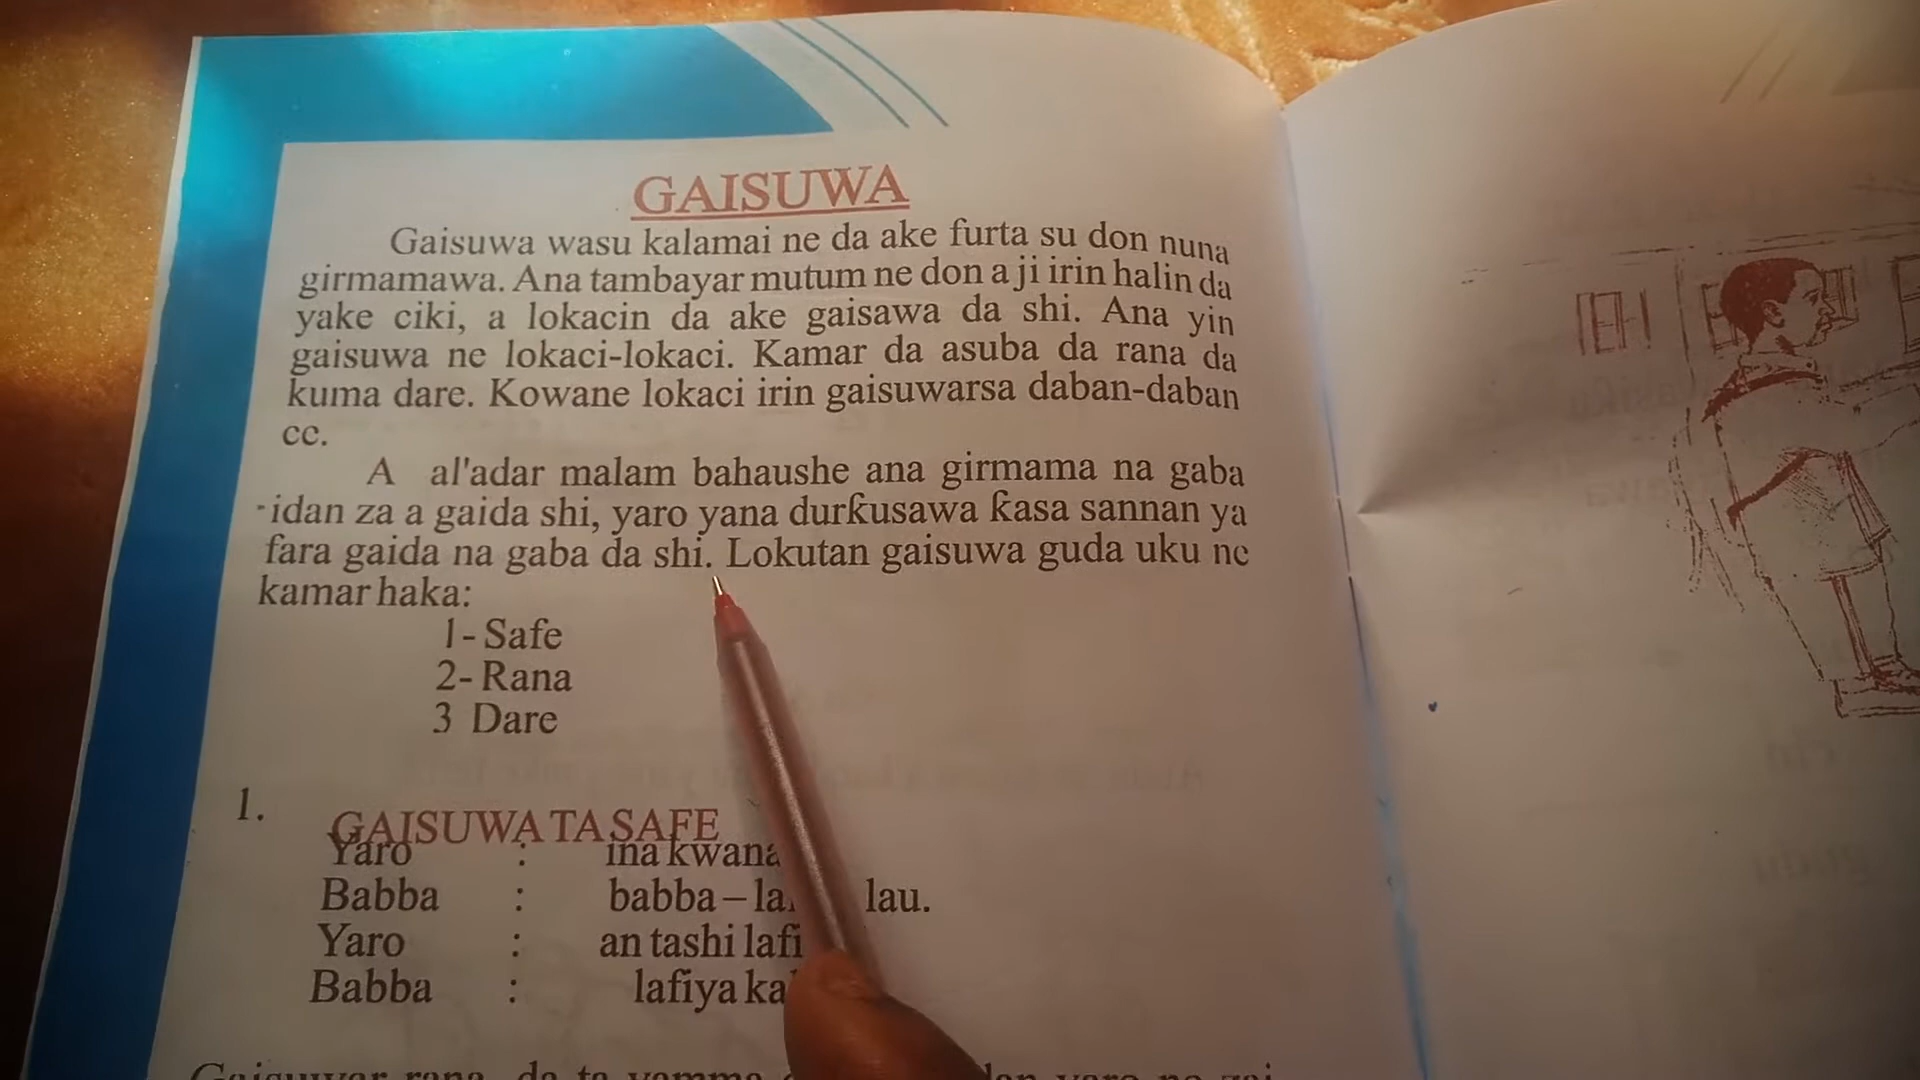 GAISUWA
Gaisuwa wasu kalamai ne da ake furta su don nuna
girmamawa. Ana tambayar mutum ne don a ji irin halin da
yake ciki, a lokacin da ake gaisawa da shi. Ana yin
gaisuwa ne lokaci-lokaci. Kamar da asuba da rana da
kuma dare. Kowane lokaci irin gaisuwarsa daban-daban
ce.
A al'adar malam bahaushe ana girmama na gaba
idan za a gaida shi, yaro yana durƙusawa ƙasa sannan ya
fara gaida na gaba da shi. Lokutan gaisuwa guda uku ne
kamar haka:
1- Safe
2- Rana
3 Dare
1.
GAISUWA TA SAFE
Yaro : ina kwana
Babba : babba – lau.
Yaro : an tashi
Babba : lafiya